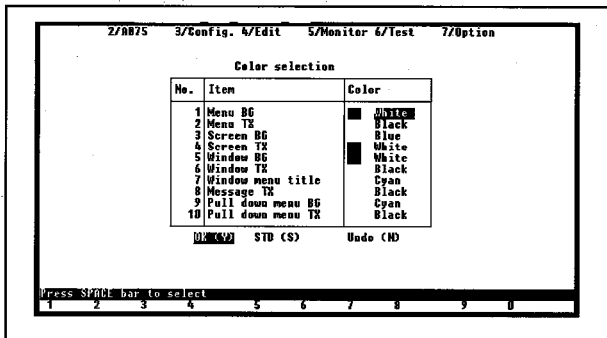 2/AB75 3/Config. 4/Edit 5/Monitor 6/Test 7/Option
Color selection
No. Item Color
1 Menu BG White
2 Menu TX Black
3 Screen BG Blue
4 Screen TX White
5 Window BG White
6 Window TX Black
7 Window menu title Cyan
8 Message TX Black
9 Pull down menu BG Cyan
10 Pull down menu TX Black
OK (Y) STD (S) Undo (N)
Press SPACE bar to select
1 2 3 4 5 6 7 8 9 0